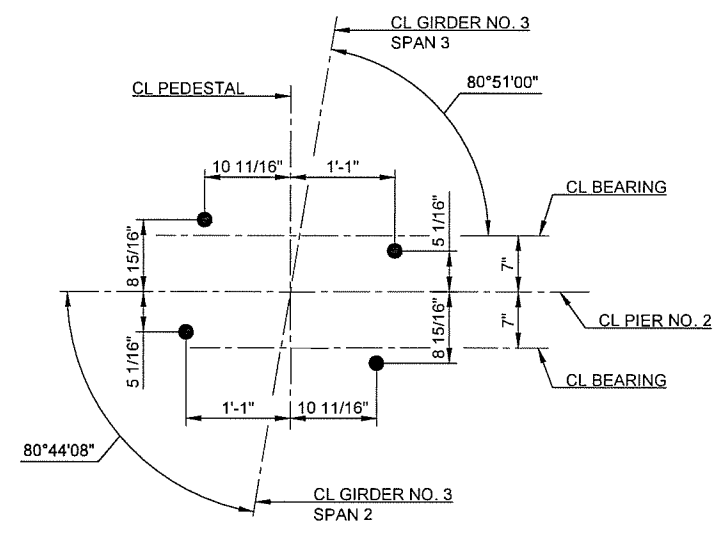 CL GIRDER NO. 3
SPAN 3
80°51'00"
CL PEDESTAL
10 11/16"
1'-1"
CL BEARING
5 1/16"
8 15/16"
7"
CL PIER NO. 2
5 1/16"
8 15/16"
7"
CL BEARING
1'-1"
10 11/16"
80°44'08"
CL GIRDER NO. 3
SPAN 2